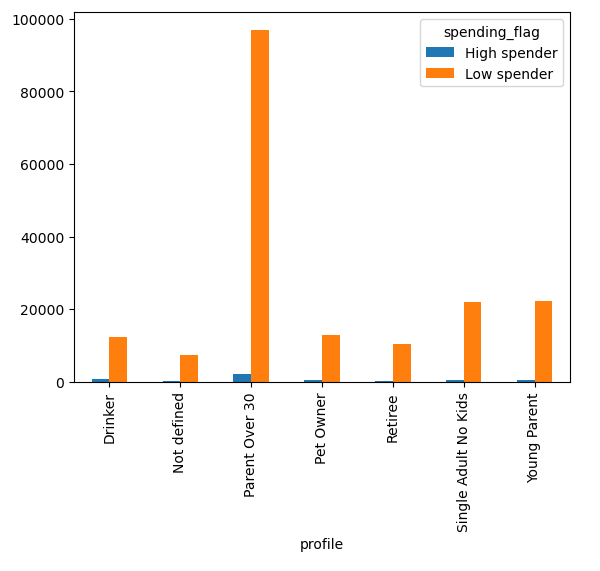 100000
80000
60000
40000
20000
0
spending_flag
High spender
Low spender
Drinker
Not defined
Parent Over 30
Pet Owner
Retiree
Single Adult No Kids
Young Parent
profile